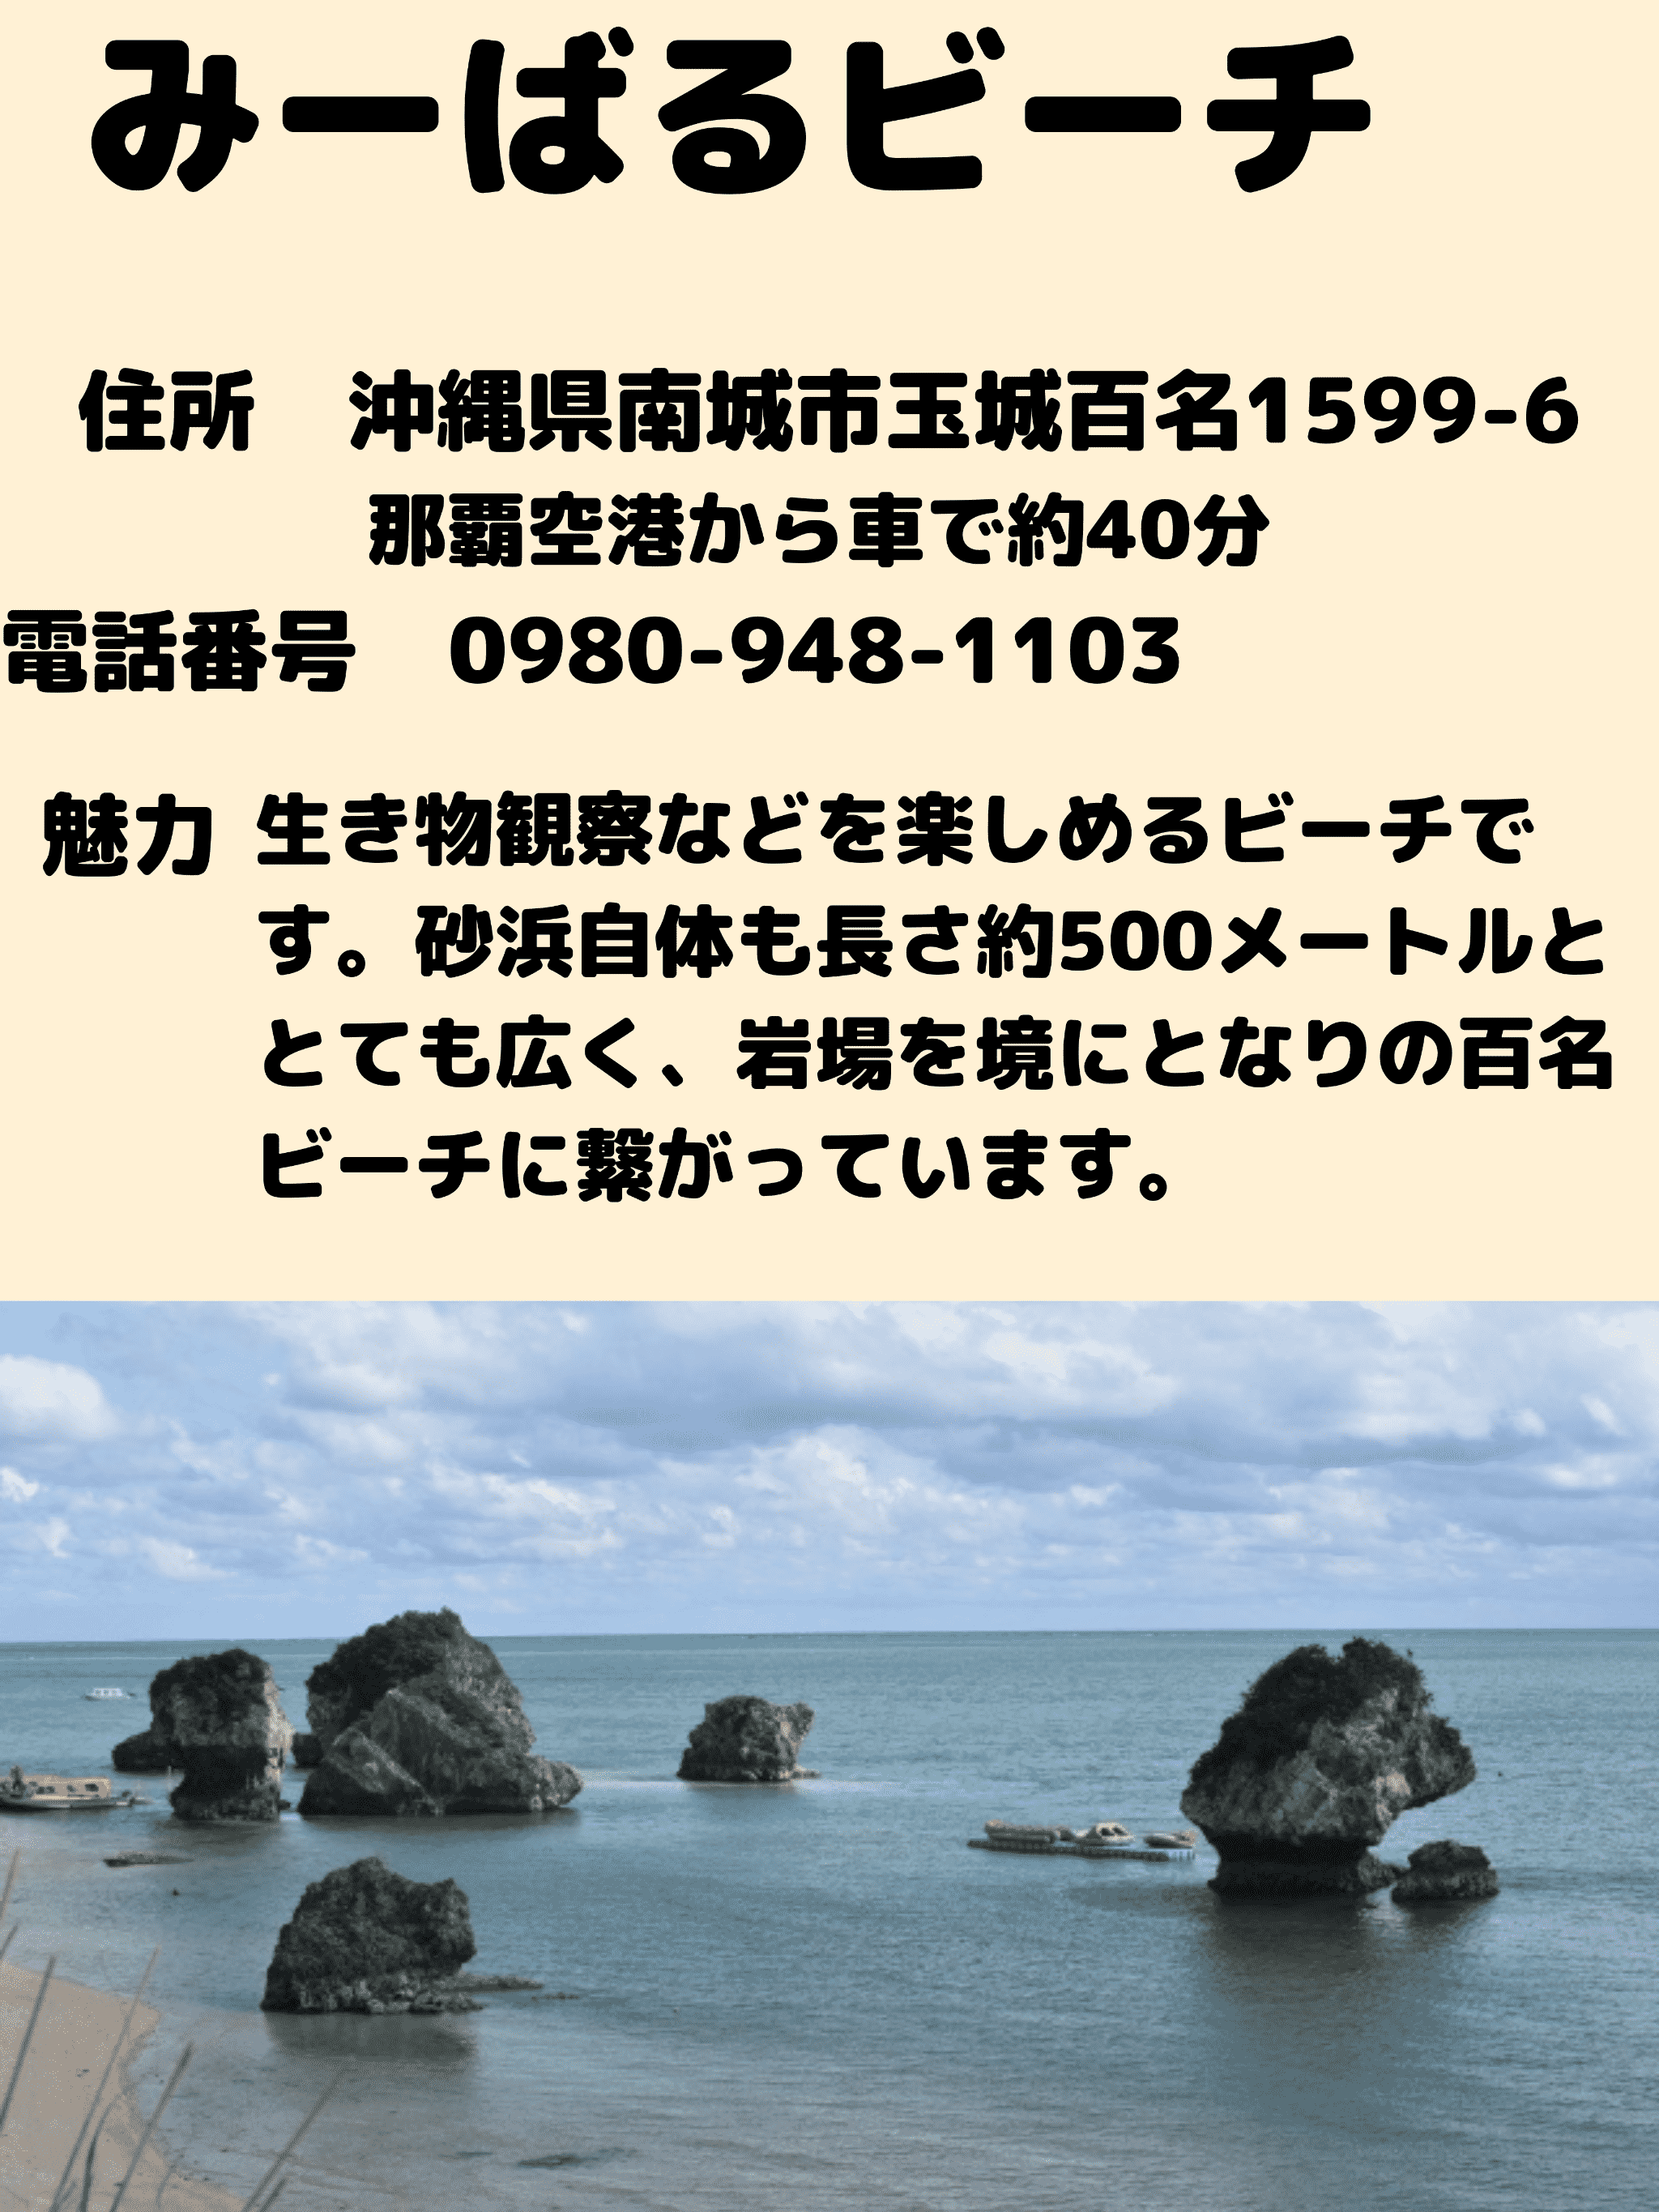 みーばるビーチ
住所　沖縄県南城市玉城百名1599-6
那覇空港から車で約40分
電話番号　0980-948-1103
魅力 生き物観察などを楽しめるビーチで
す。砂浜自体も長さ約500メートルと
とても広く、岩場を境にとなりの百名
ビーチに繋がっています。